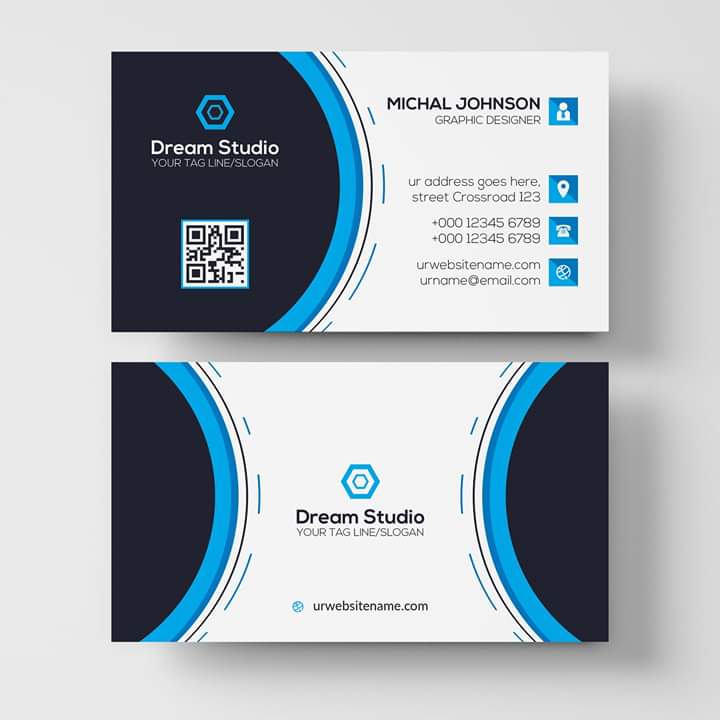 Dream Studio
YOUR TAG LINE/SLOGAN
MICHAL JOHNSON
GRAPHIC DESIGNER
ur address goes here,
street Crossroad 123
+000 12345 6789
+000 12345 6789
urwebsitename.com
urname@email.com
Dream Studio
YOUR TAG LINE/SLOGAN
urwebsitename.com